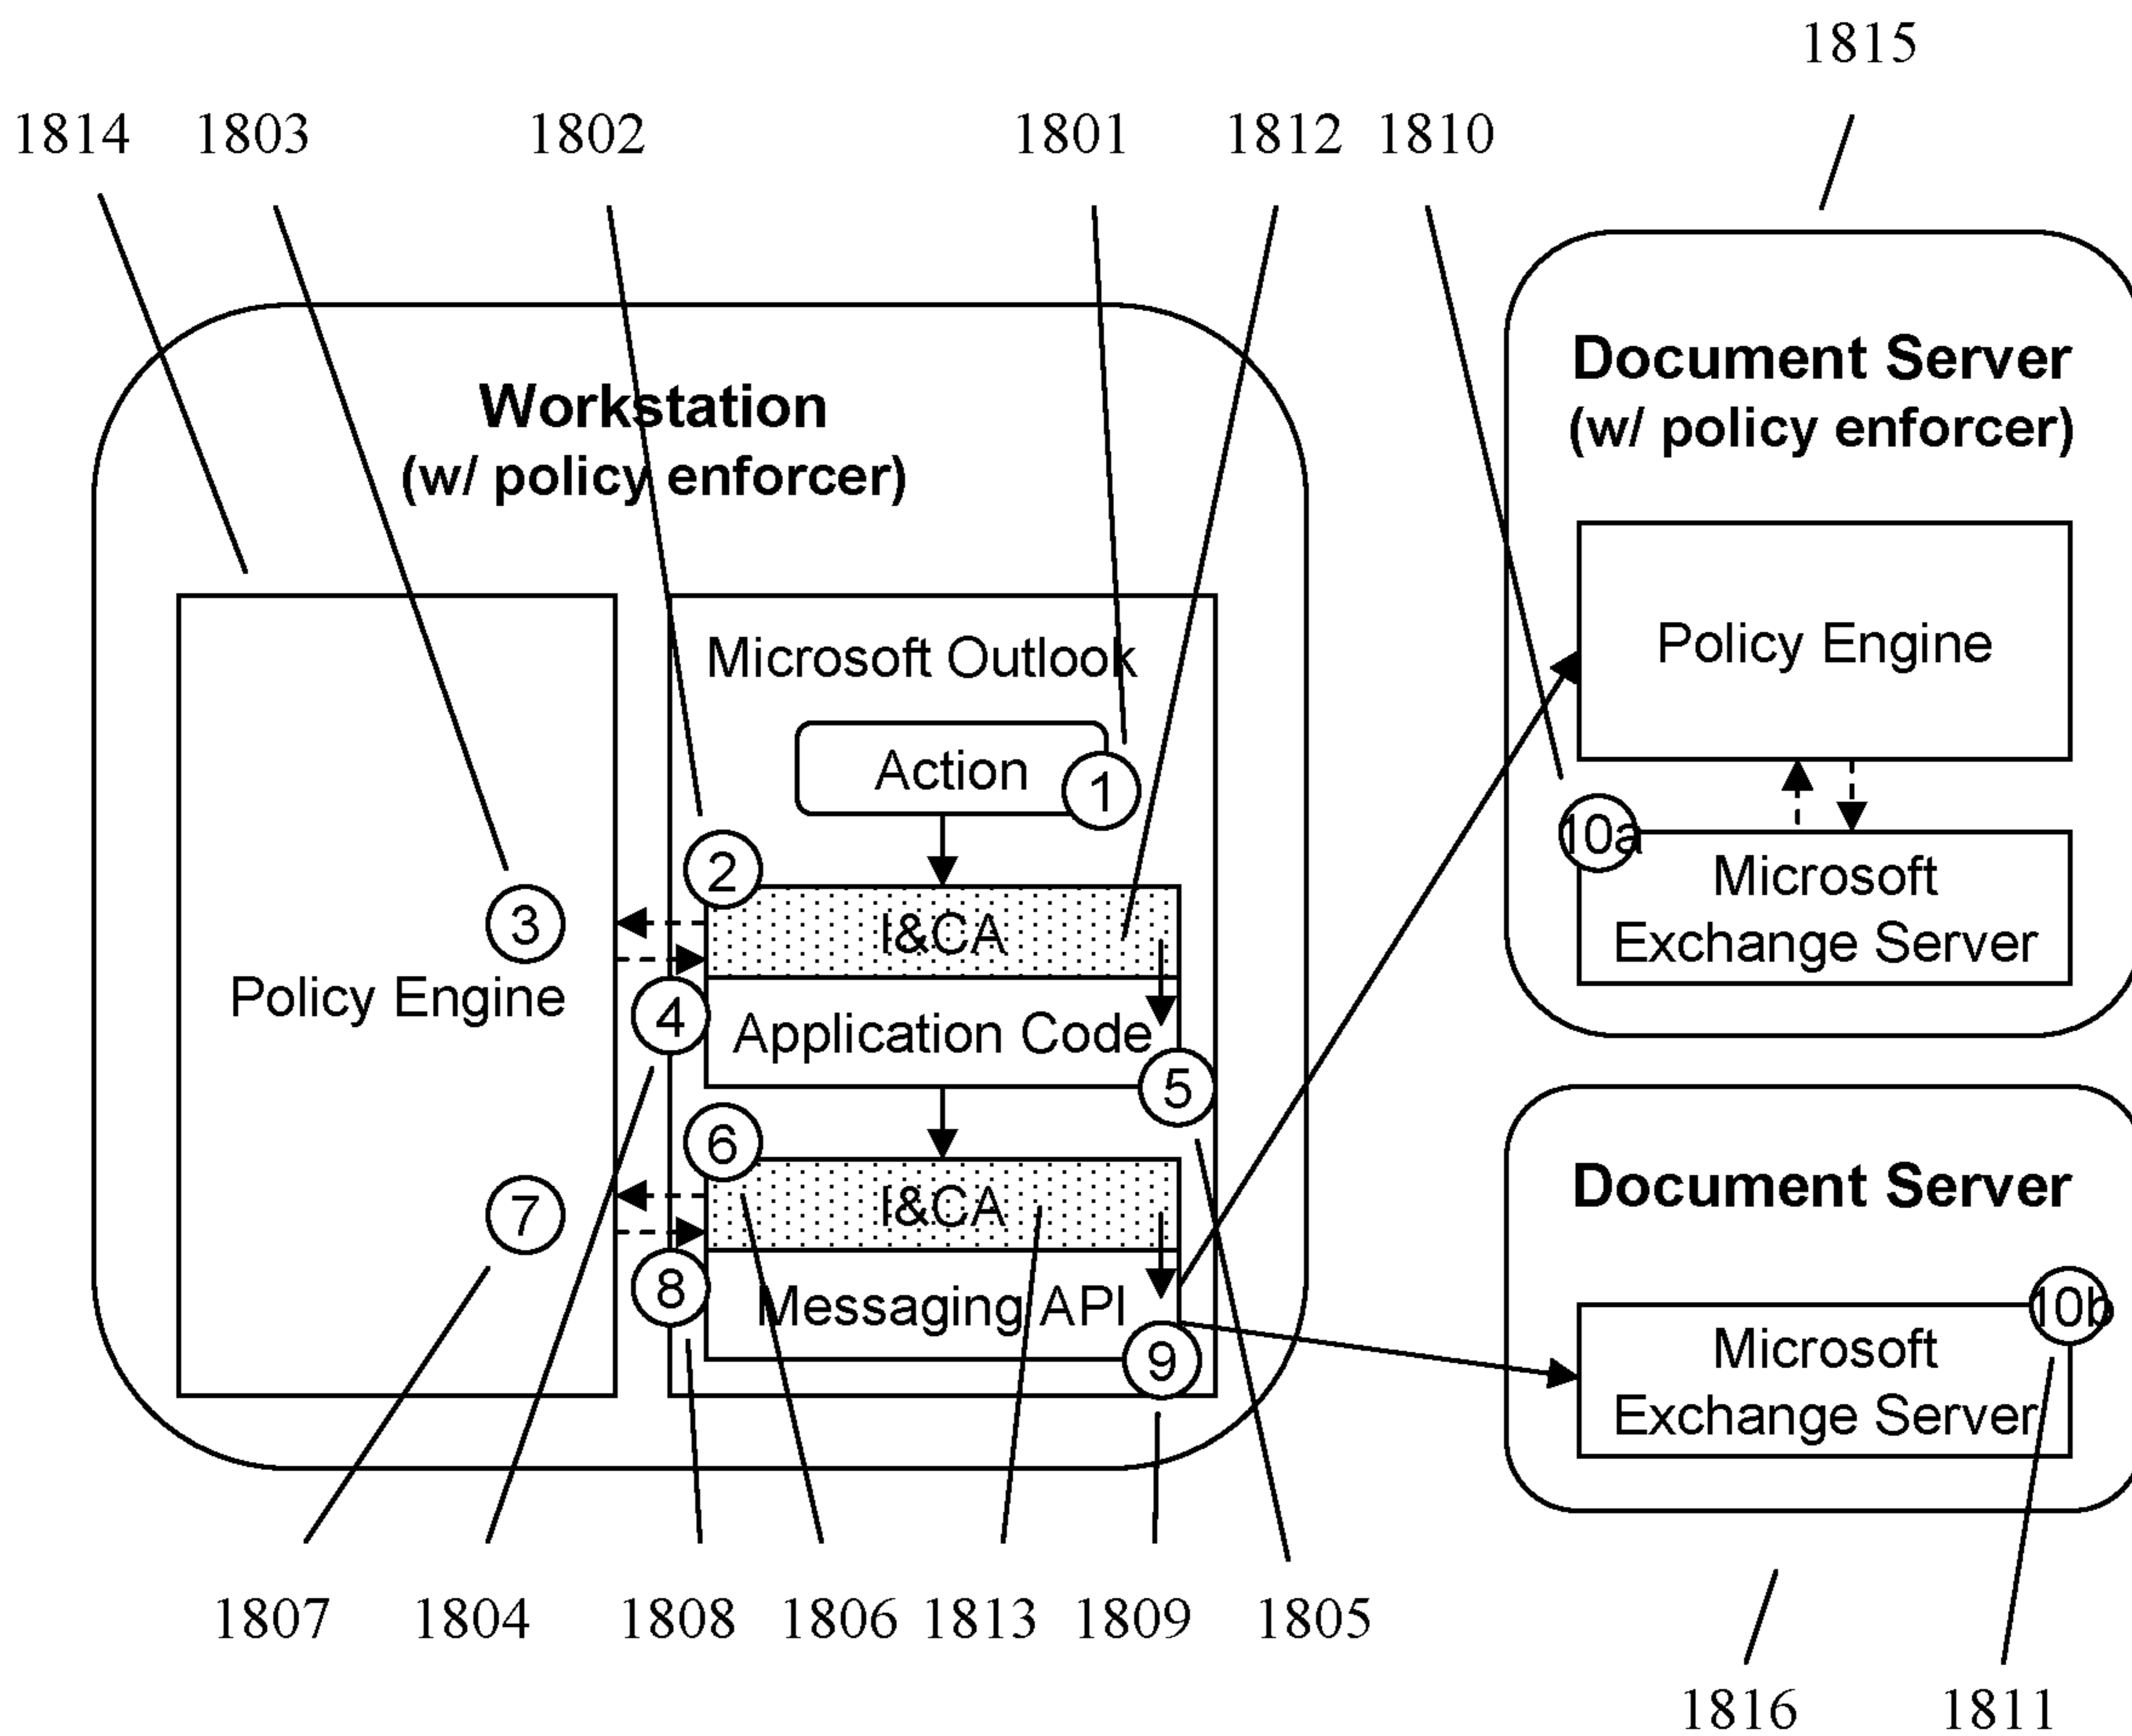 1815
1814 1803 1802 1801 1812 1810
Workstation
(w/ policy enforcer)
Policy Engine
3
7
Microsoft Outlook
Action
1
2
I&CA
4
Application Code
5
6
I&CA
8
Messaging API
9
Document Server
(w/ policy enforcer)
Policy Engine
10a
Microsoft
Exchange Server
Document Server
10b
Microsoft
Exchange Server
1807 1804 1808 1806 1813 1809 1805
1816 1811